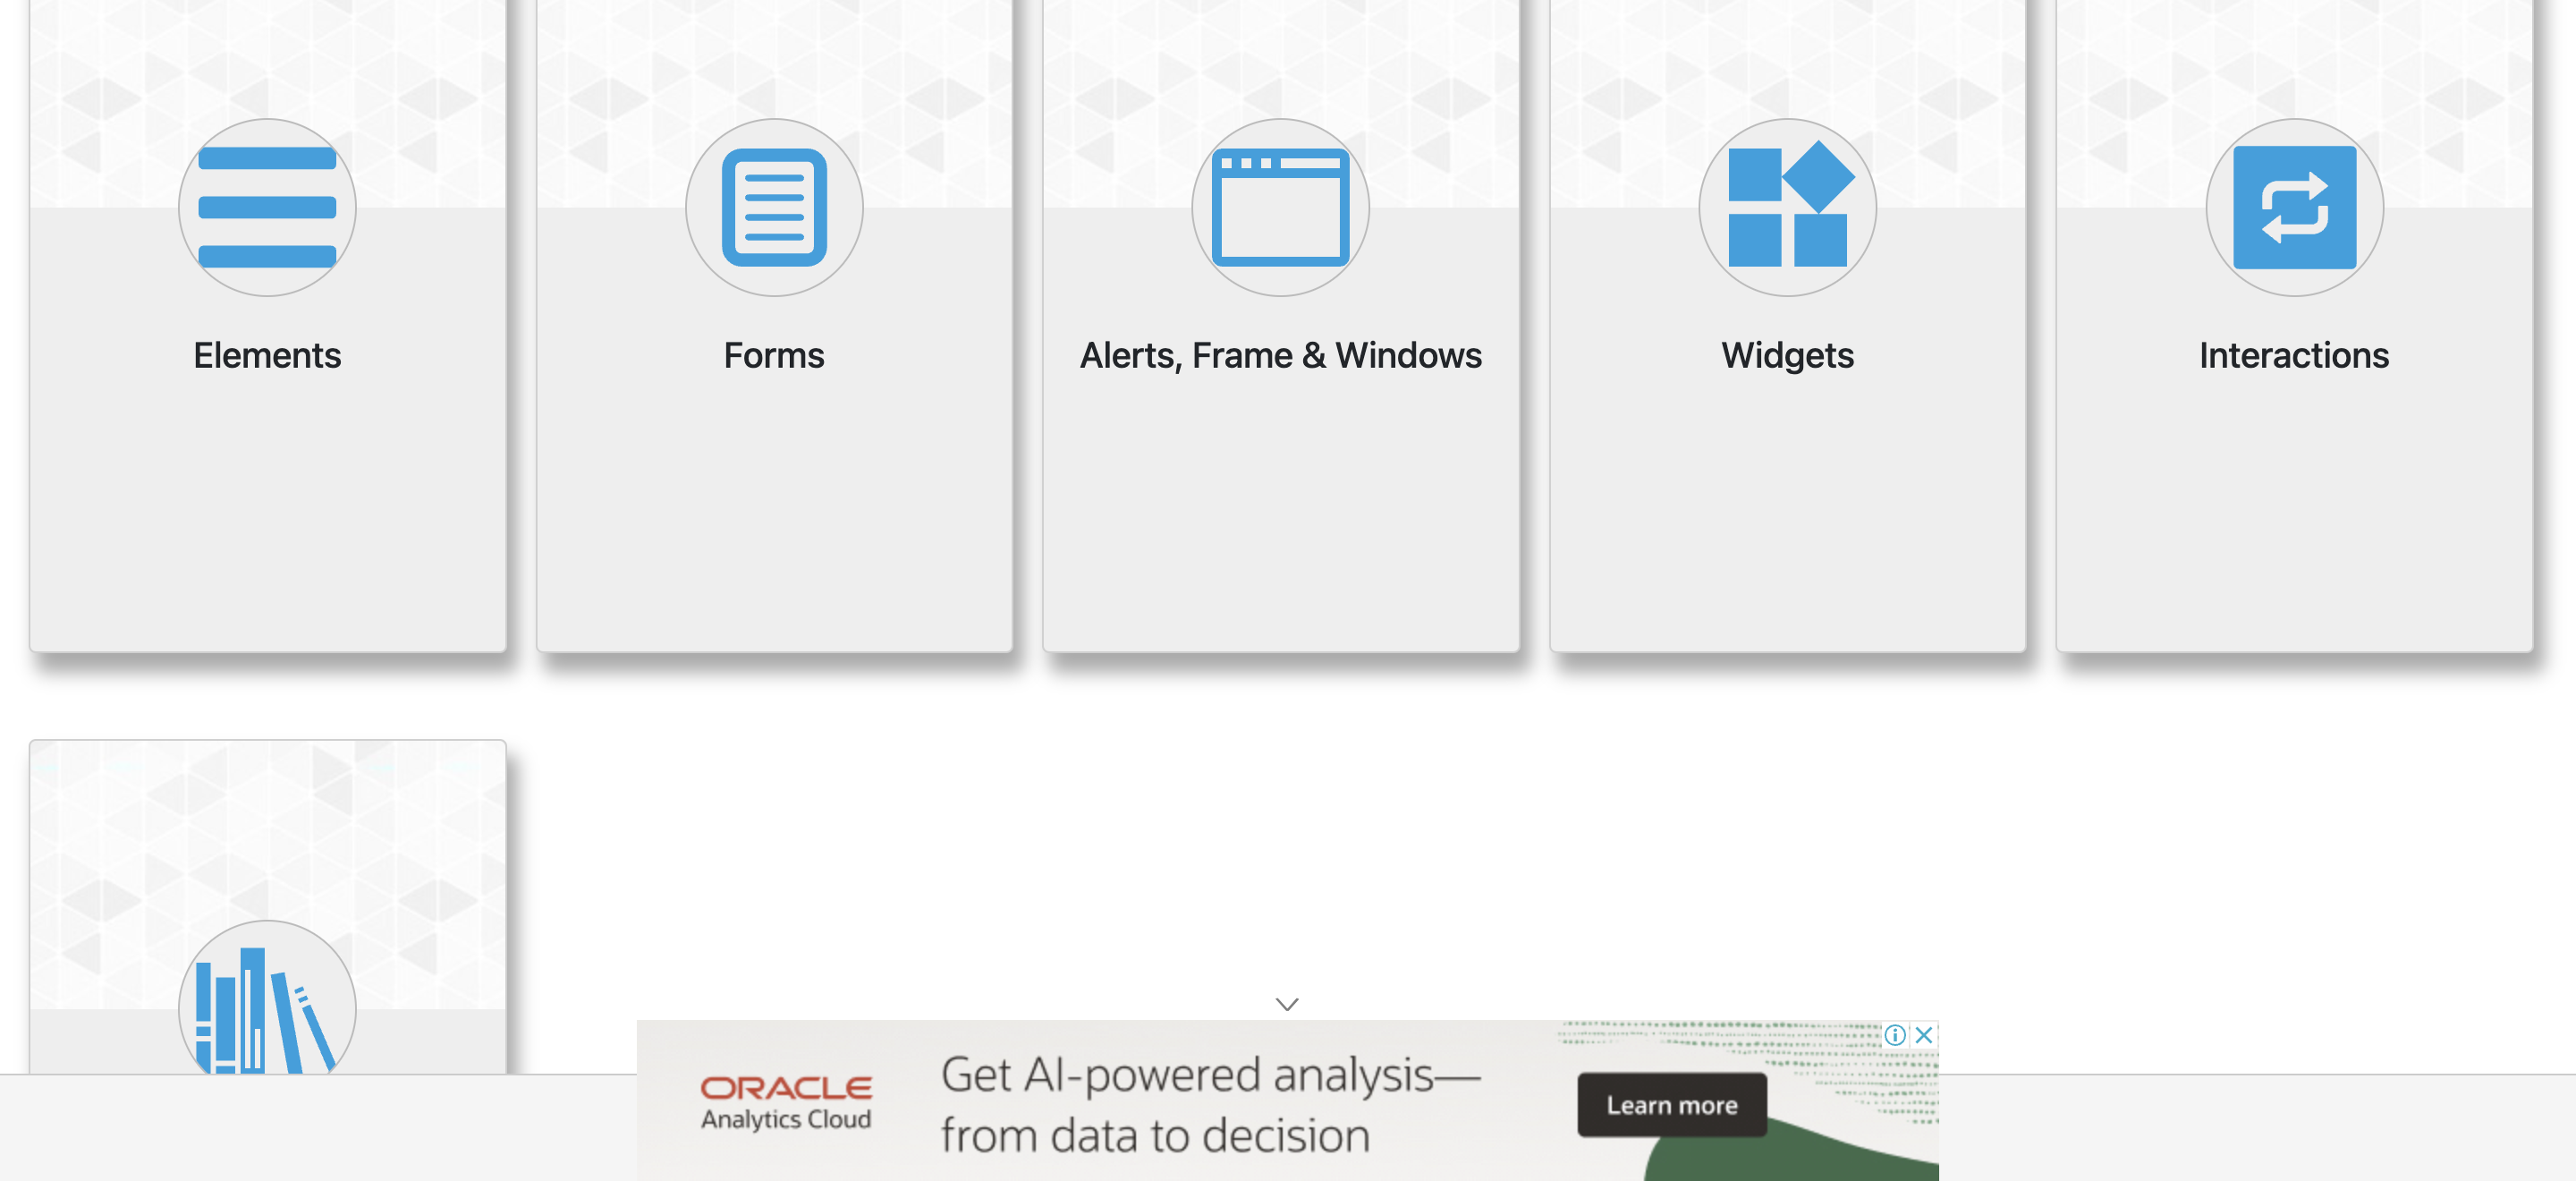 Elements
Forms
Alerts, Frame & Windows
Widgets
Interactions
ORACLE
Analytics Cloud
Get AI-powered analysis—
from data to decision
Learn more